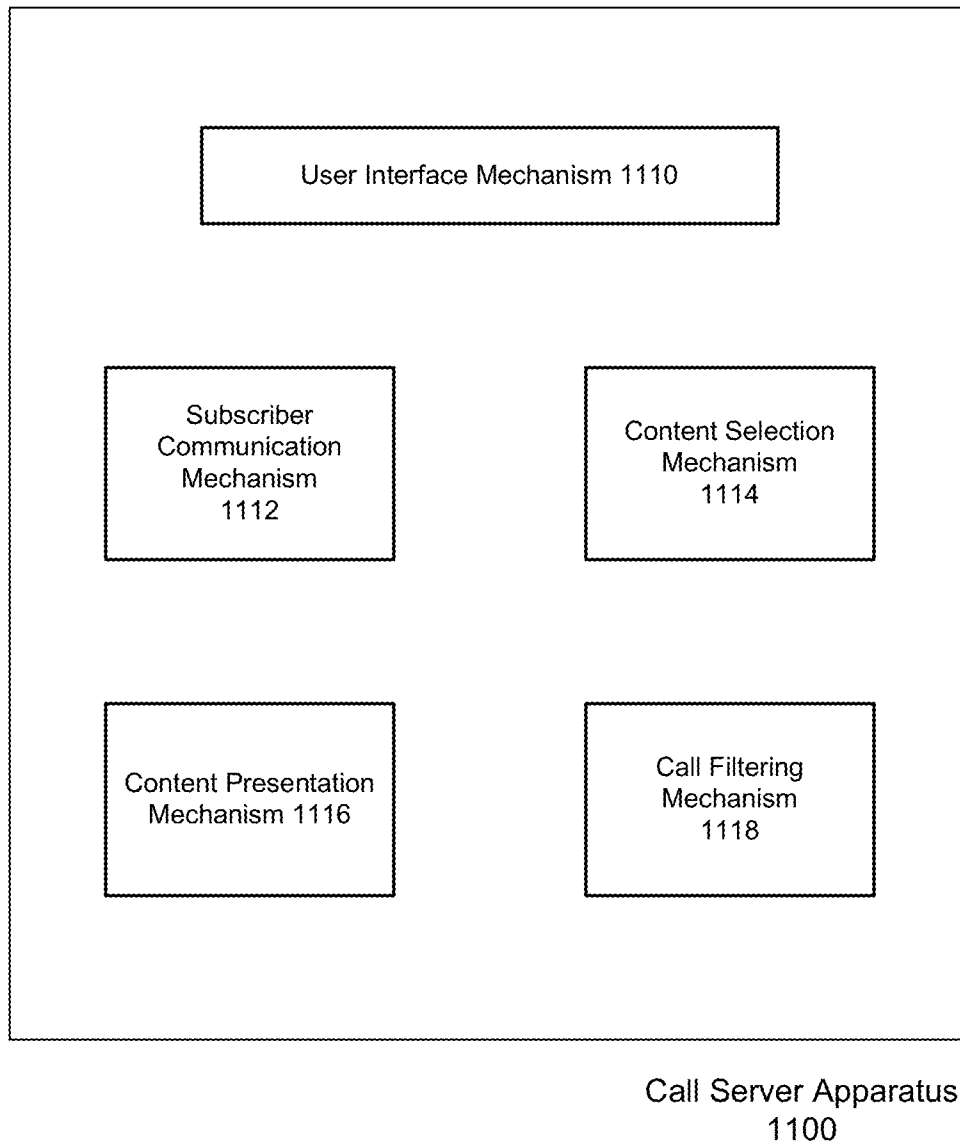 User Interface Mechanism 1110
Subscriber
Communication
Mechanism
1112
Content Selection
Mechanism
1114
Content Presentation
Mechanism 1116
Call Filtering
Mechanism
1118
Call Server Apparatus
1100